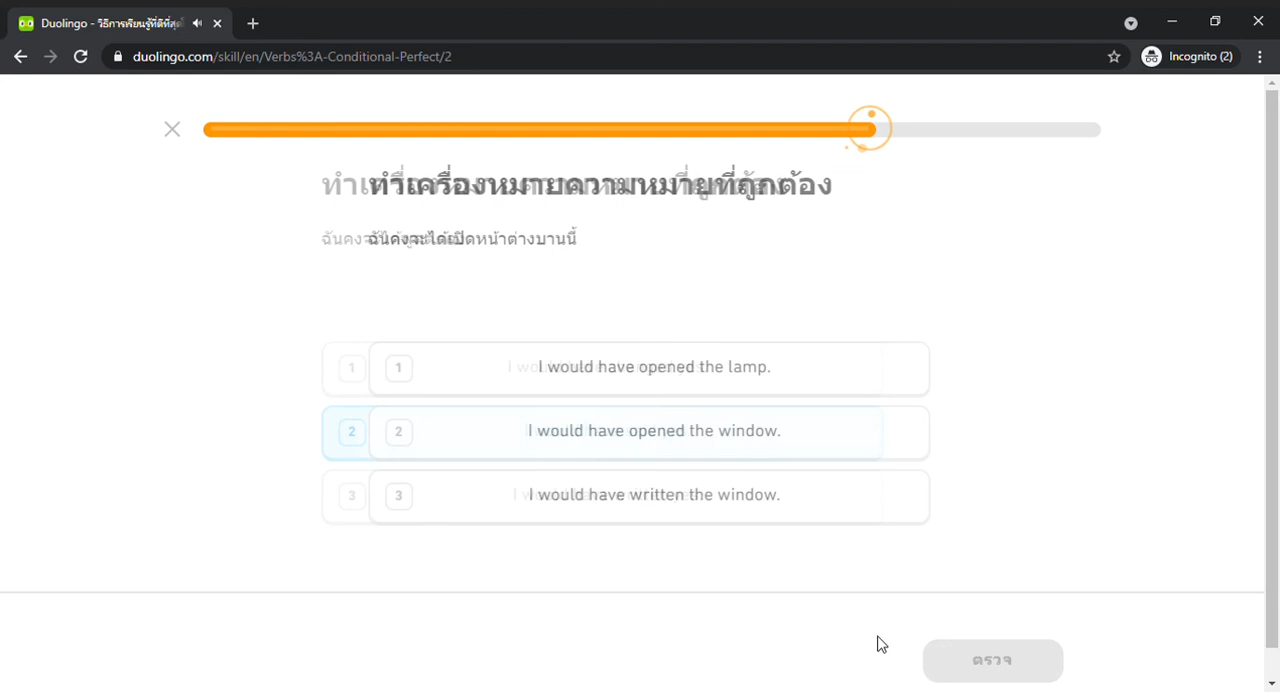 Duolingo - วิธีการเรียนรู้ที่ดีที่สุด
duolingo.com/skill/en/Verbs%3A-Conditional-Perfect/2
Incognito (2)
ทำเครื่องหมายความหมายที่ถูกต้อง
ฉันคงจะได้เปิดหน้าต่างบานนี้
1 I would have opened the lamp.
2 I would have opened the window.
3 I would have written the window.
ตรวจ